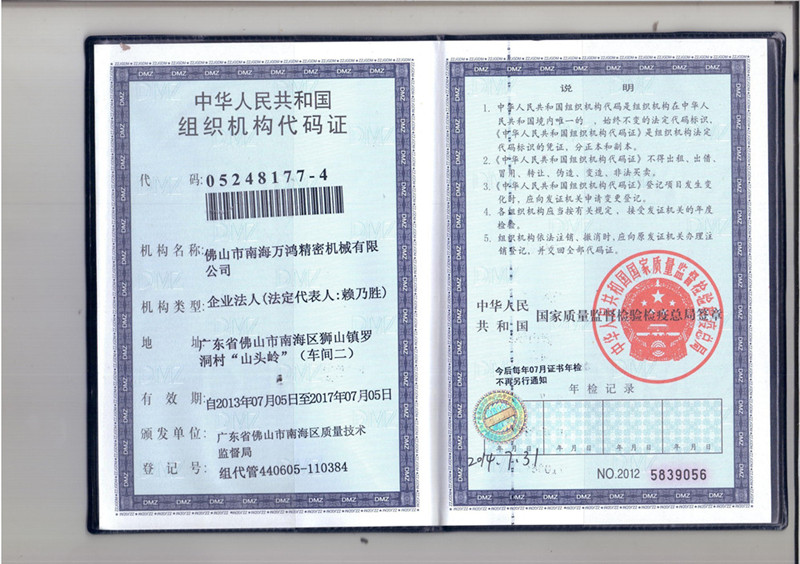 中华人民共和国
组织机构代码证
代 码:05248177-4
机构名称:佛山市南海万鸿精密机械有限
公司
机构类型:企业法人(法定代表人:赖乃胜)
地 址:广东省佛山市南海区狮山镇罗
洞村“山头岭”(车间二)
有 效 期:自2013年07月05日至2017年07月05日
颁发单位:广东省佛山市南海区质量技术
监督局
登 记 号:组代管440605-110384
说 明
1. 中华人民共和国组织机构代码是组织机构在中华人
民共和国境内唯一的、始终不变的法定代码标识,
《中华人民共和国组织机构代码证》是组织机构法定
代码标识的凭证,分正本和副本。
2.《中华人民共和国组织机构代码证》不得出租、出借、
冒用、转让、伪造、变造、非法买卖。
3.《中华人民共和国组织机构代码证》登记项目发生变
化时,应向发证机关申请变更登记。
4. 各组织机构应当按有关规定,接受发证机关的年度
检验。
5. 组织机构依法注销、撤消时,应向原发证机关办理注
销登记,并交回全部代码证。
中华人民
共和国
国家质量监督检验检疫总局签章
中华人民共和国国家质量监督检验检疫总局
今后每年07月证书年检
不再另行通知
年检记录
年 月 日 年 月 日 年 月 日 年 月 日
2014.7.31
NO.2012 5839056